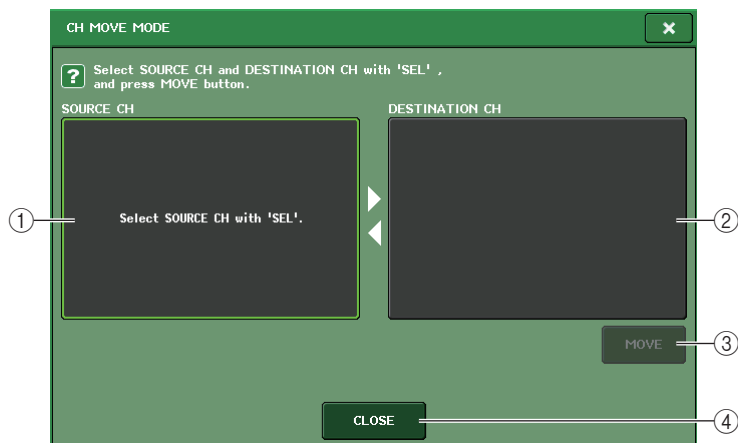 CH MOVE MODE
×
? Select SOURCE CH and DESTINATION CH with 'SEL' ,
and press MOVE button.
SOURCE CH
DESTINATION CH
① Select SOURCE CH with 'SEL'. ②
MOVE ③
CLOSE ④